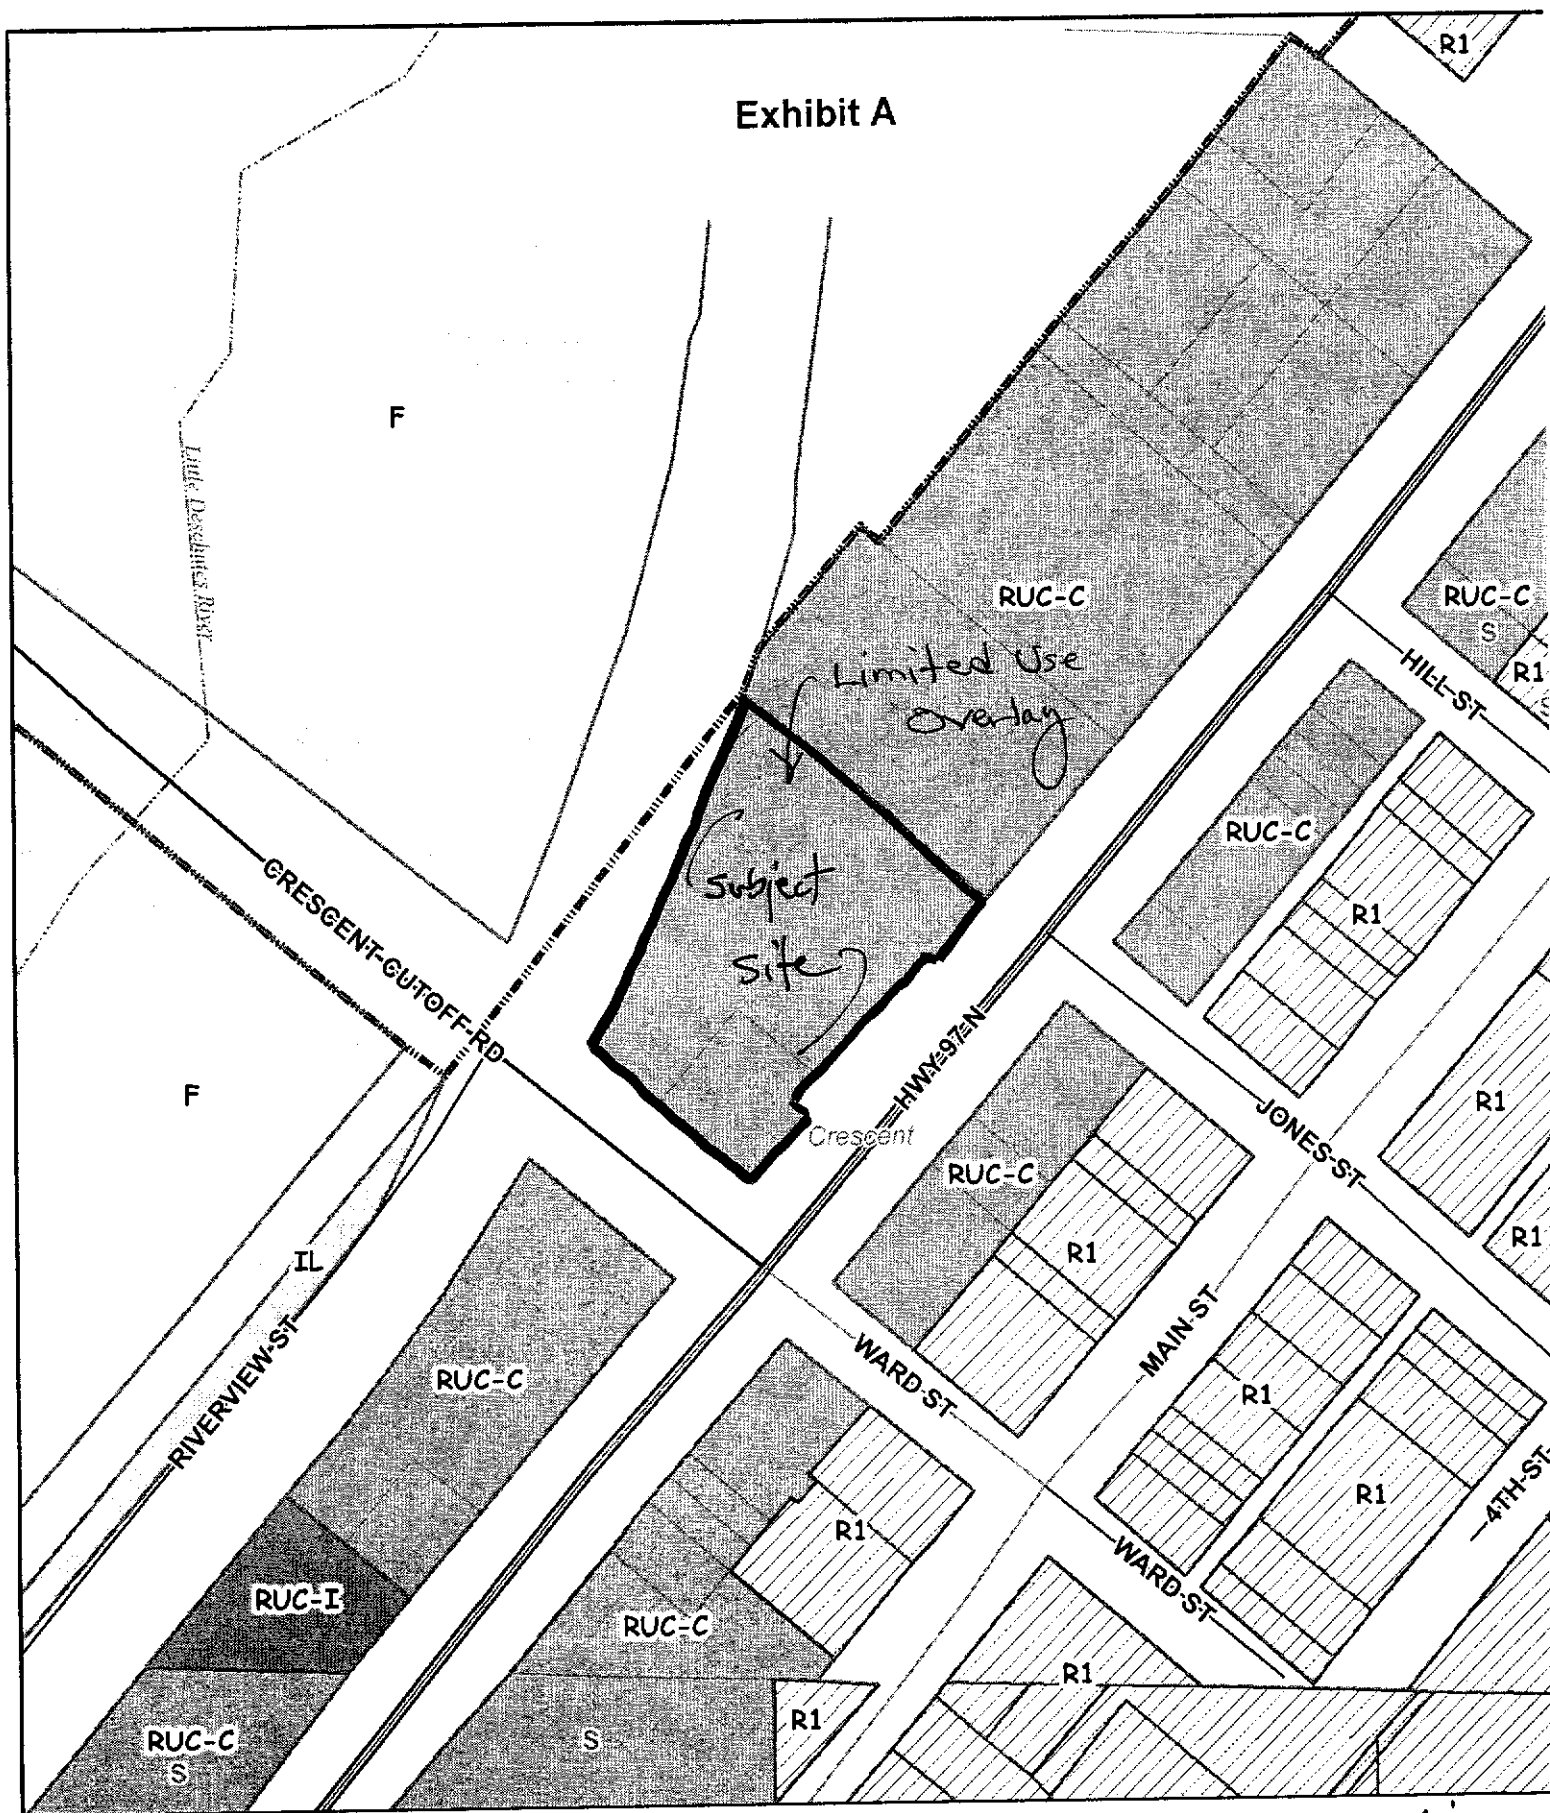 R1
Exhibit A
F
Little Deschutes River
RUC-C
RUC-C
S
R1
S
HILL ST
Limited Use
overlay
RUC-C
CRESCENT CUTOFF RD
subject
site
R1
HWY 97 N
F
R1
JONES ST
Crescent
RUC-C
R1
R1
IL
MAIN ST
WARD ST
RIVERVIEW ST
RUC-C
R1
R1
4TH ST
R1
WARD ST
RUC-I
RUC-C
R1
R1
RUC-C
S
S